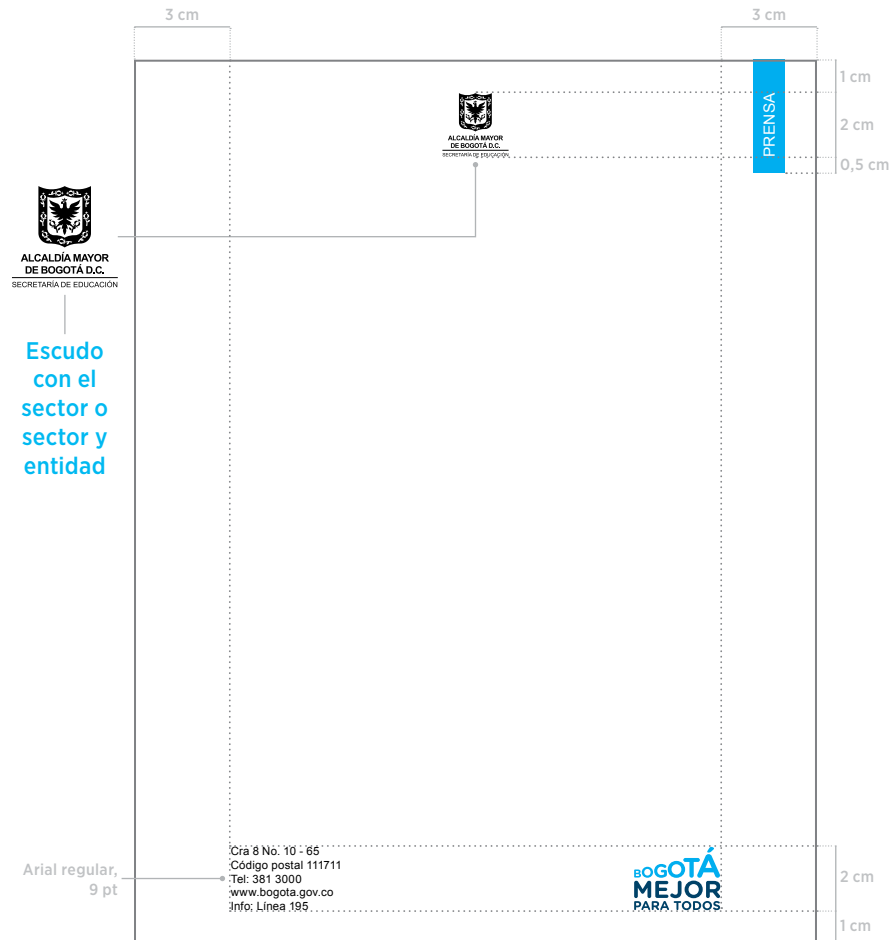 3 cm
3 cm
1 cm
2 cm
0,5 cm
PRENSA
ALCALDÍA MAYOR
DE BOGOTÁ D.C.
SECRETARÍA DE EDUCACIÓN
ALCALDÍA MAYOR
DE BOGOTÁ D.C.
SECRETARÍA DE EDUCACIÓN
Escudo
con el
sector o
sector y
entidad
Arial regular,
9 pt
Cra 8 No. 10 - 65
Código postal 111711
Tel: 381 3000
www.bogota.gov.co
Info: Línea 195
BOGOTÁ
MEJOR
PARA TODOS
2 cm
1 cm